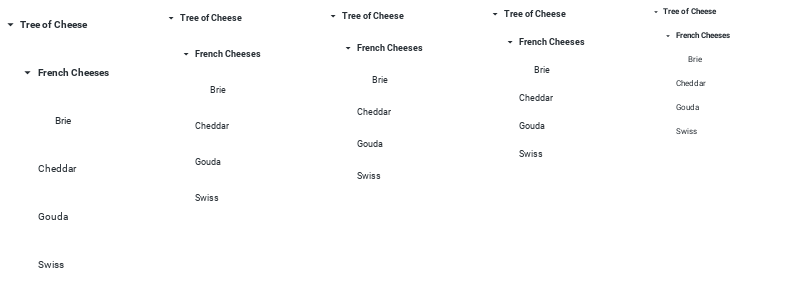 Tree of Cheese
French Cheeses
Brie
Cheddar
Gouda
Swiss
Tree of Cheese
French Cheeses
Brie
Cheddar
Gouda
Swiss
Tree of Cheese
French Cheeses
Brie
Cheddar
Gouda
Swiss
Tree of Cheese
French Cheeses
Brie
Cheddar
Gouda
Swiss
Tree of Cheese
French Cheeses
Brie
Cheddar
Gouda
Swiss